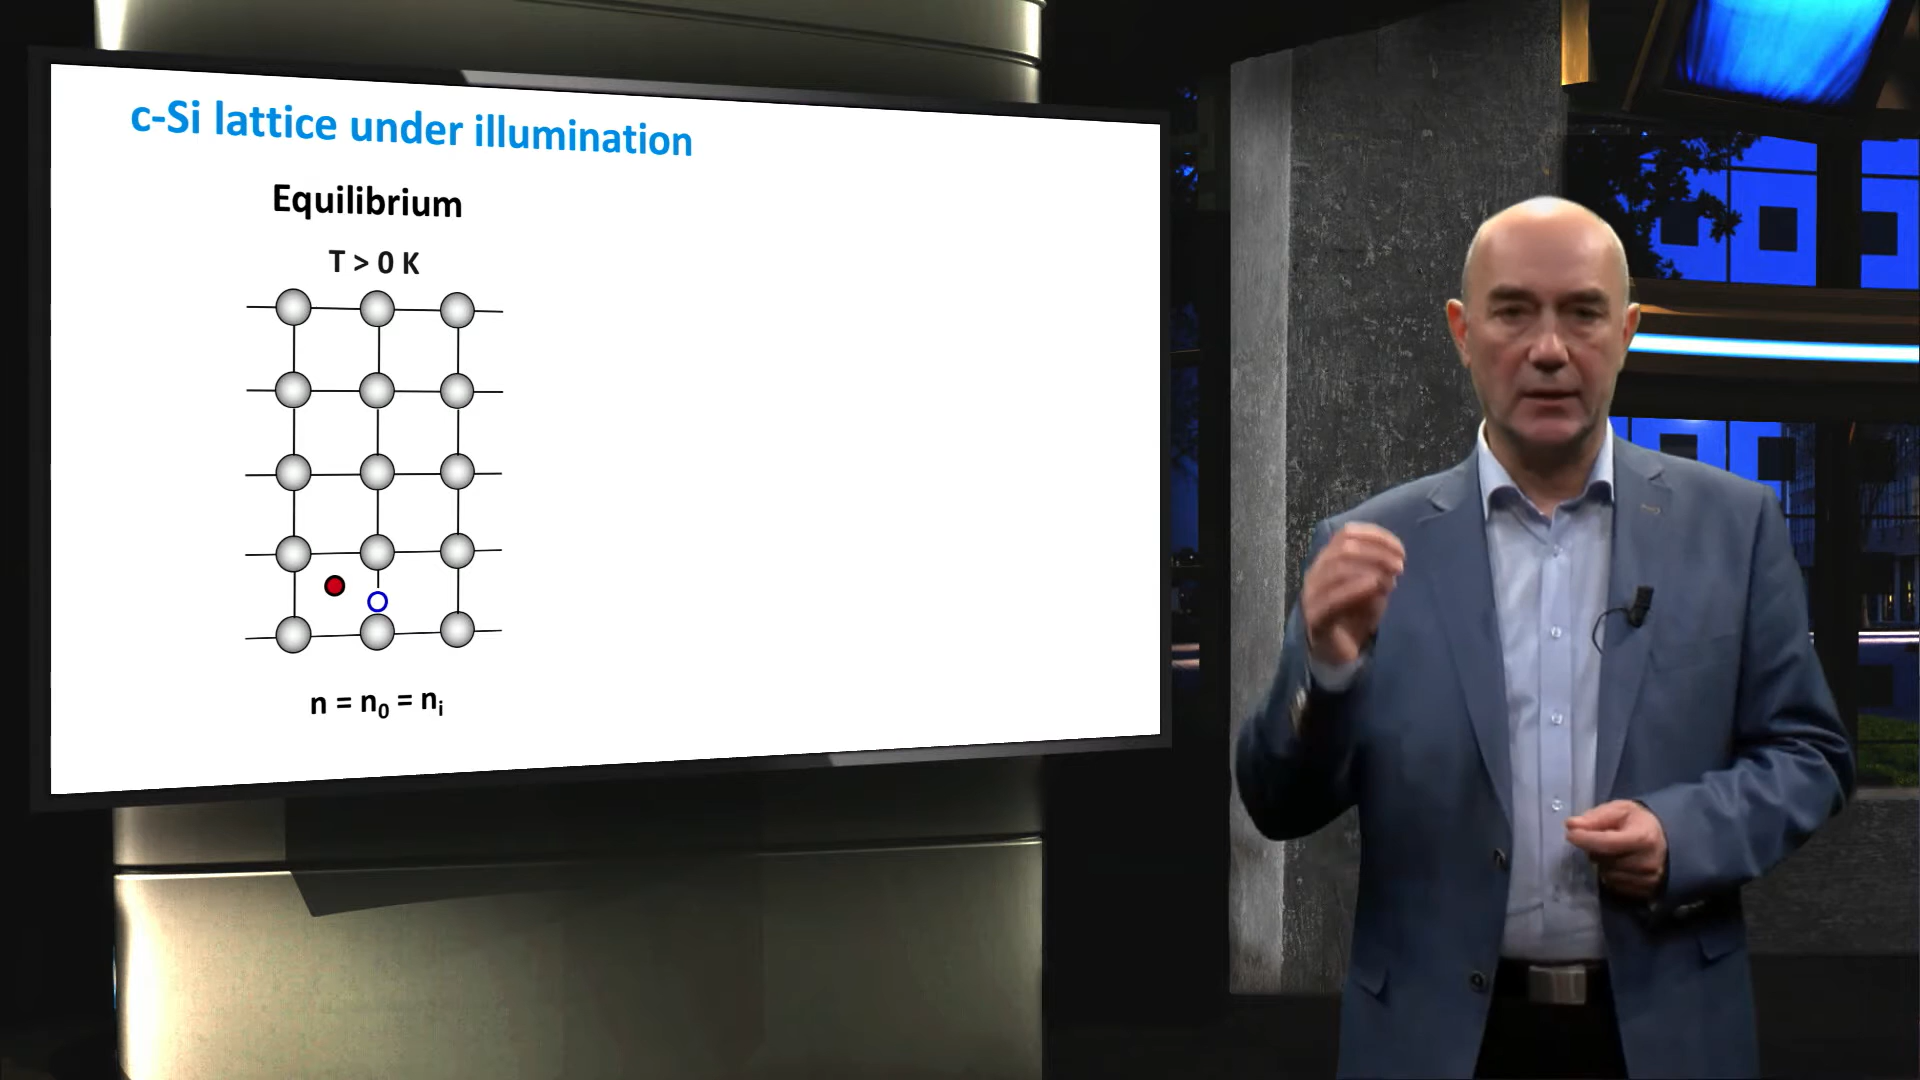 c-Si lattice under illumination
Equilibrium
T > 0 K
n = n₀ = nᵢ